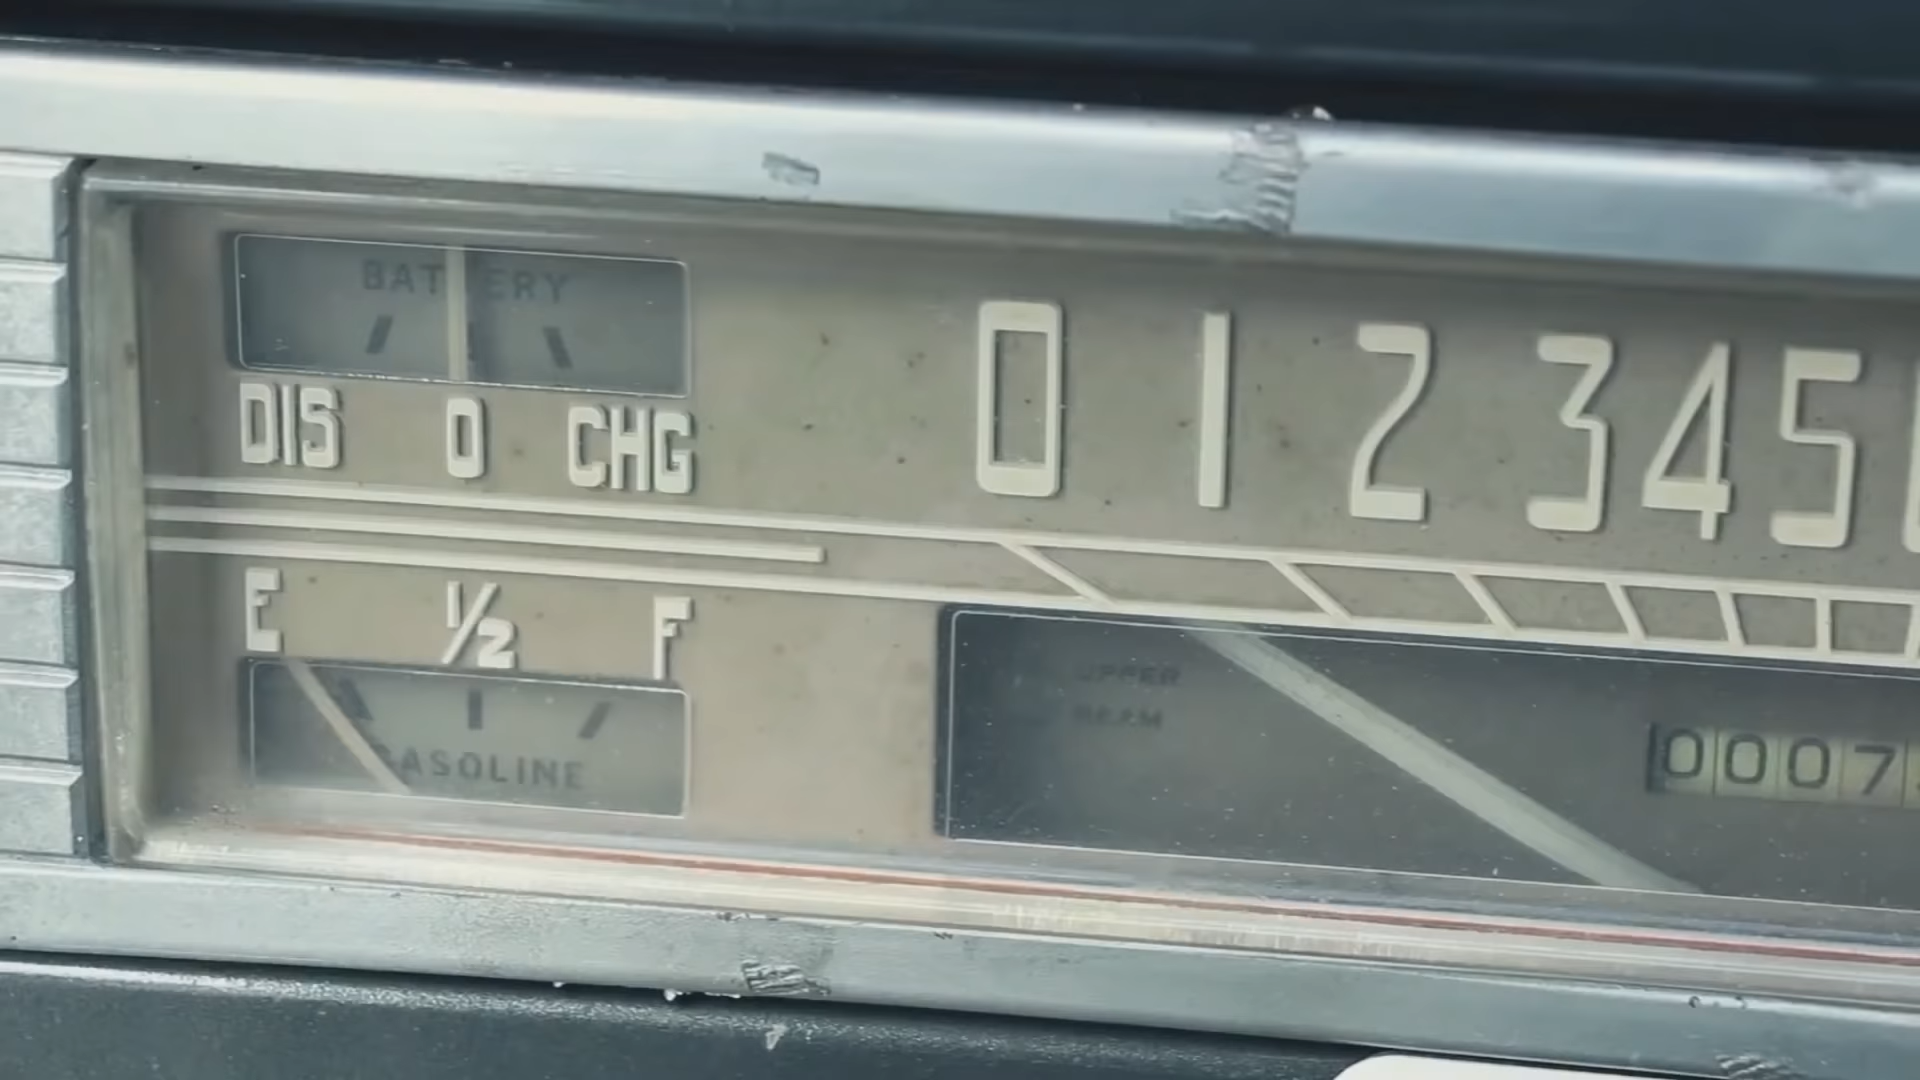 BATTERY
DIS 0 CHG
0 1 2 3 4 5
E 1/2 F
GASOLINE
UPPER
BEAM
0007